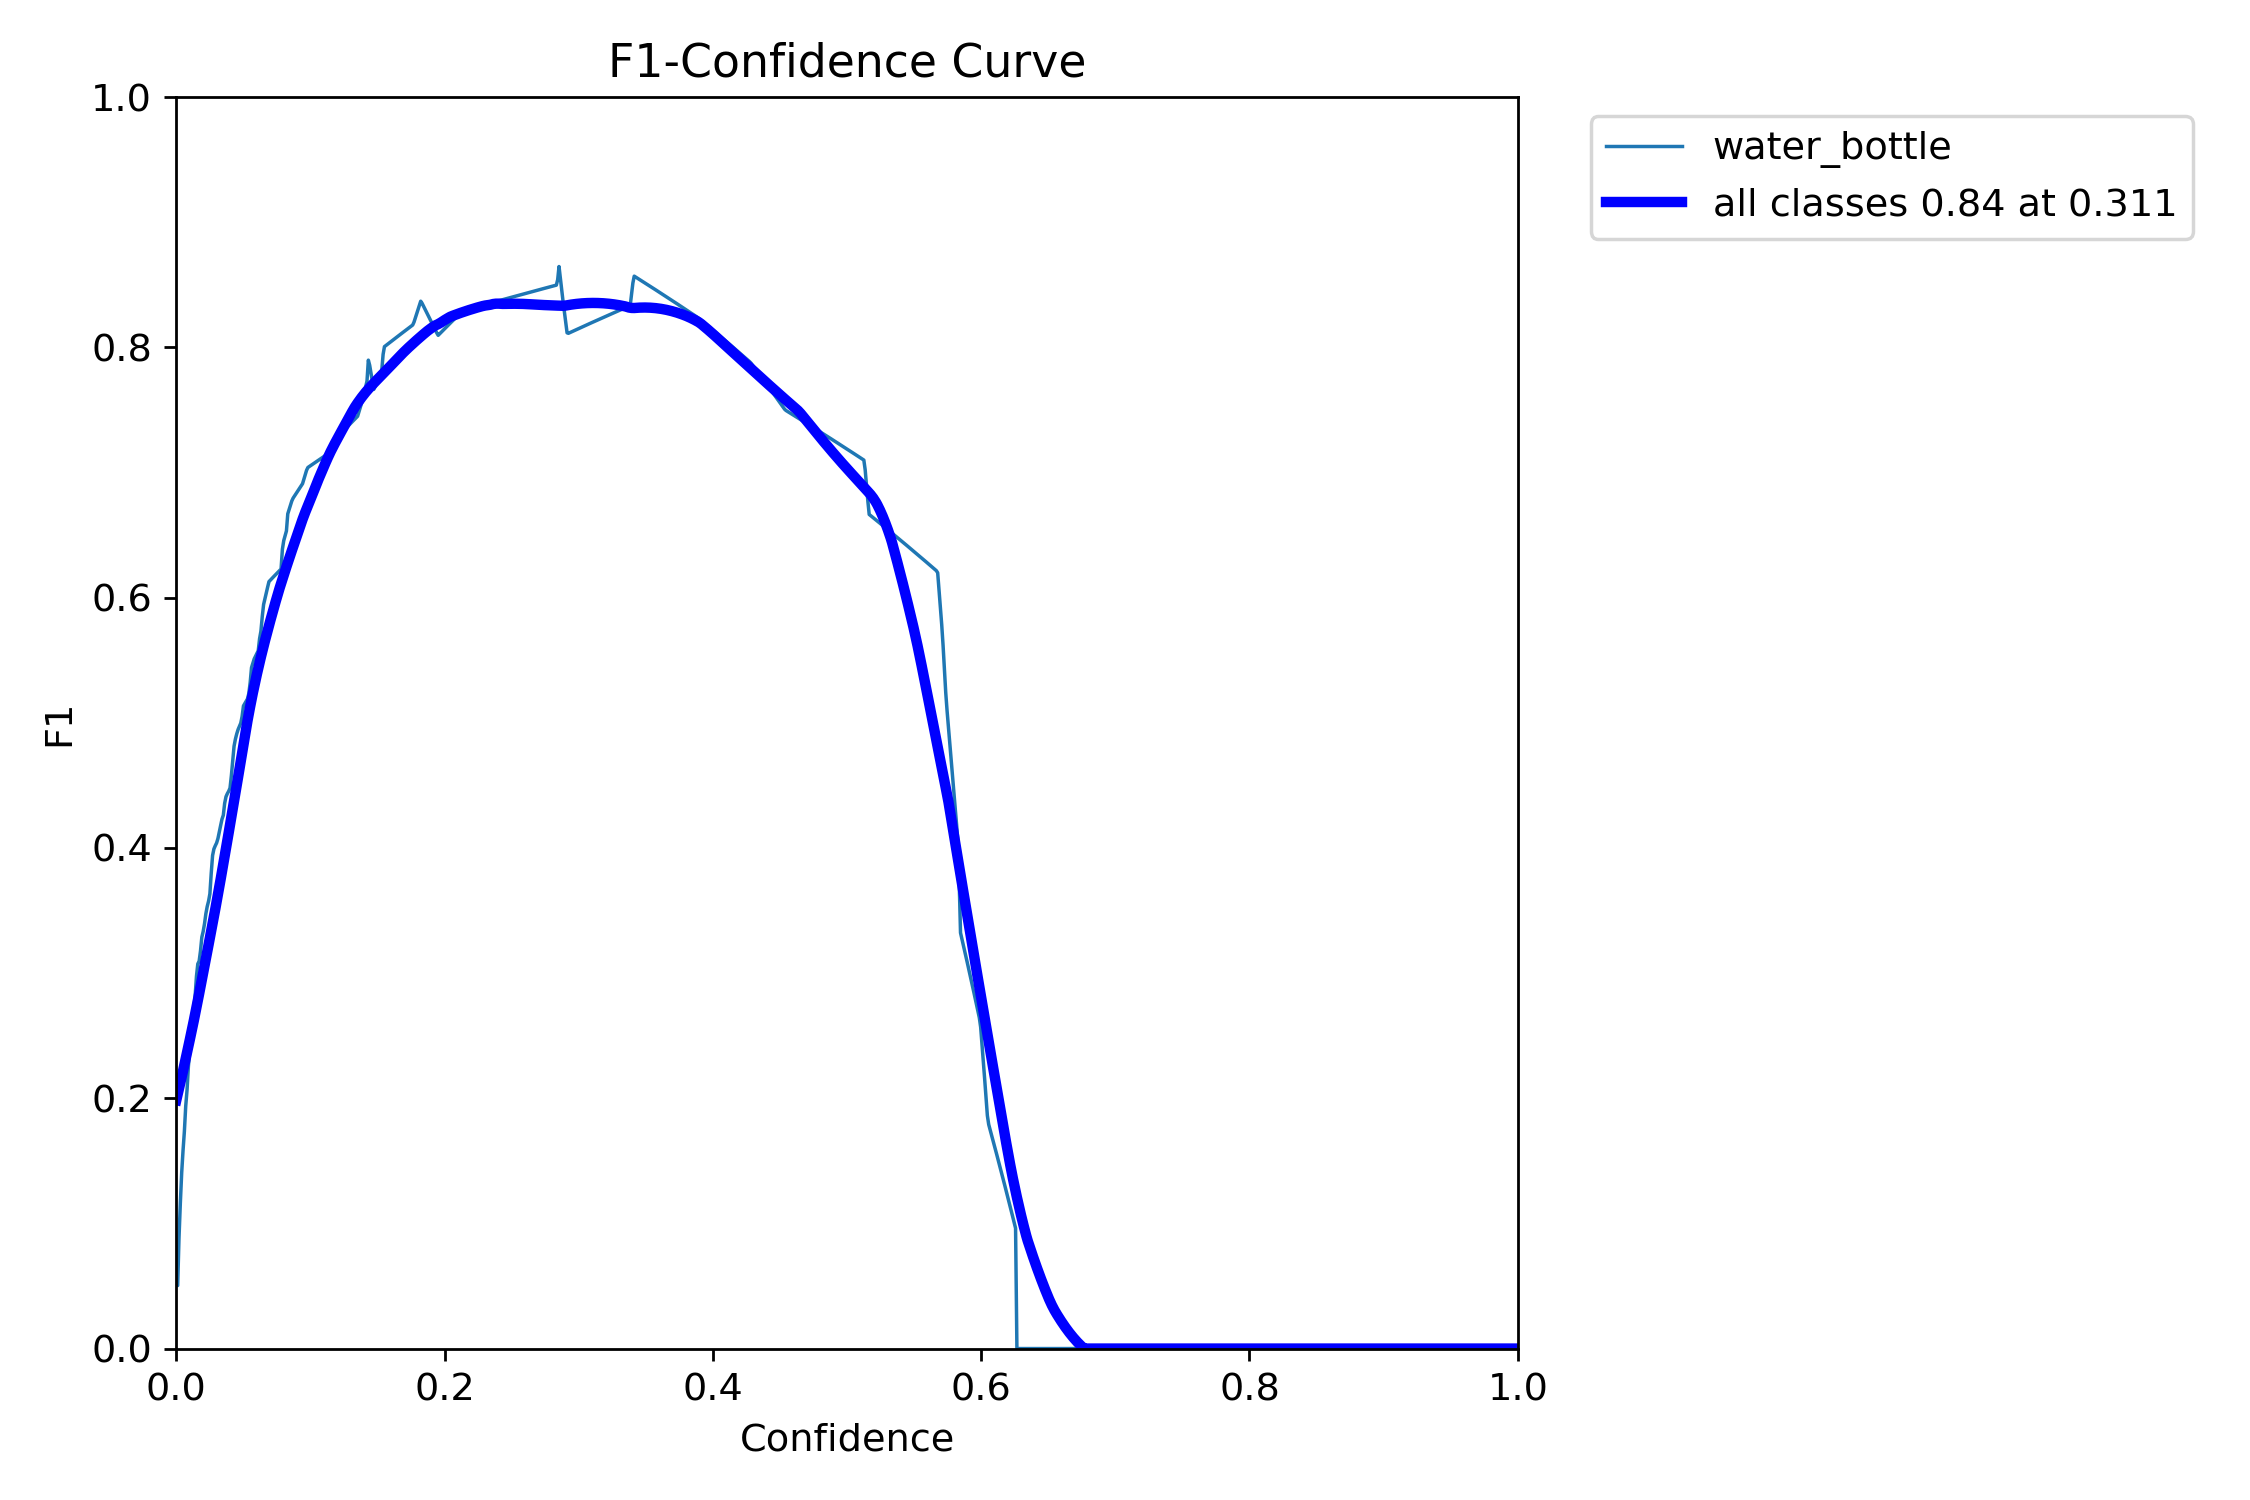 F1-Confidence Curve
1.0
0.8
0.6
0.4
0.2
0.0
F1
0.0 0.2 0.4 0.6 0.8 1.0
Confidence
water_bottle
all classes 0.84 at 0.311